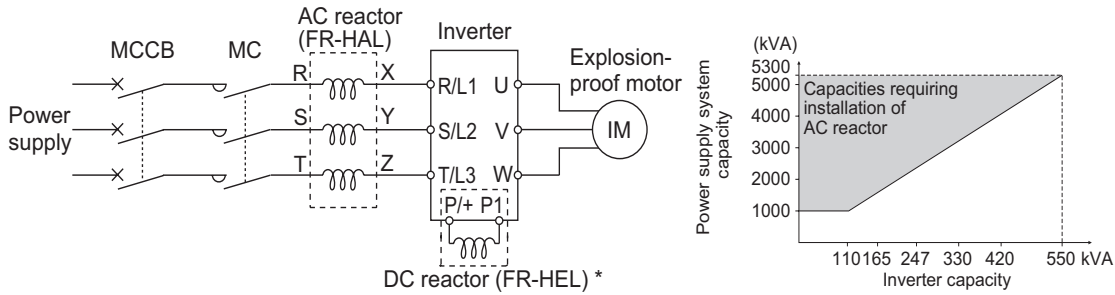 AC reactor
(FR-HAL)
Inverter
MCCB
MC
Explosion-
proof motor
R
X
R/L1
U
Power
supply
S
Y
S/L2
V
IM
T
Z
T/L3
W
P/+ P1
DC reactor (FR-HEL) *
(kVA)
5300
5000
4000
3000
2000
1000
Power supply system
capacity
Capacities requiring
installation of
AC reactor
110 165 247 330 420 550 kVA
Inverter capacity